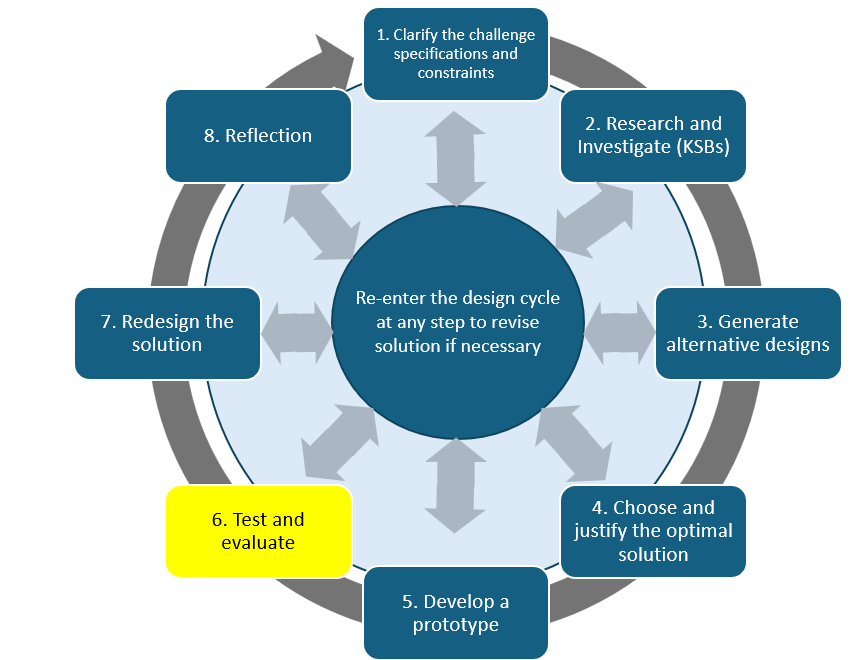 1. Clarify the challenge
specifications and
constraints
2. Research and
Investigate (KSBs)
3. Generate
alternative designs
4. Choose and
justify the optimal
solution
5. Develop a
prototype
6. Test and
evaluate
7. Redesign the
solution
8. Reflection
Re-enter the design cycle
at any step to revise
solution if necessary